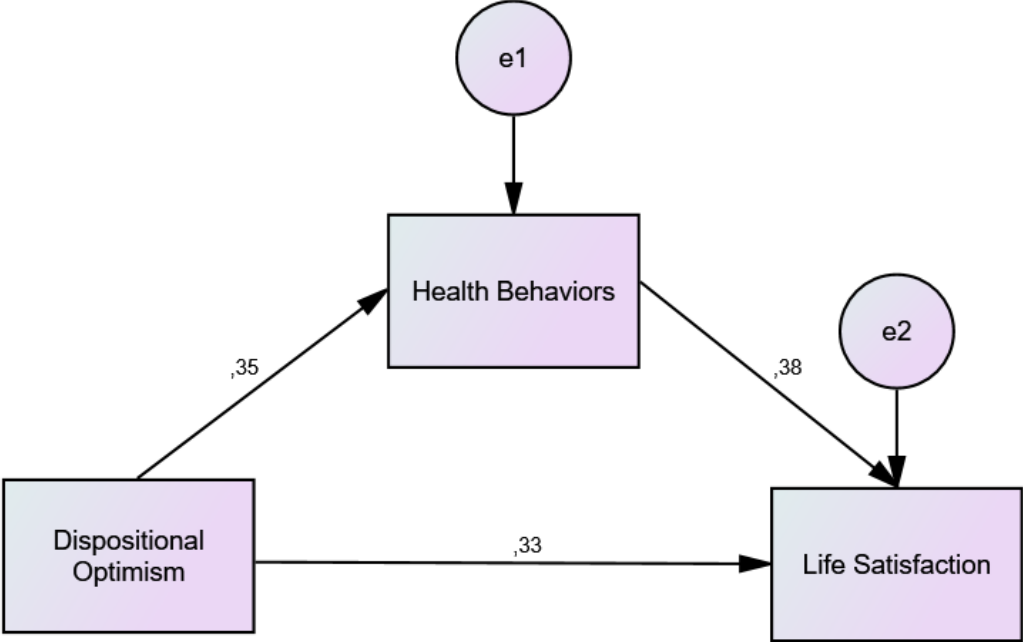 e1
Health Behaviors
e2
,35
,38
Dispositional
Optimism
,33
Life Satisfaction